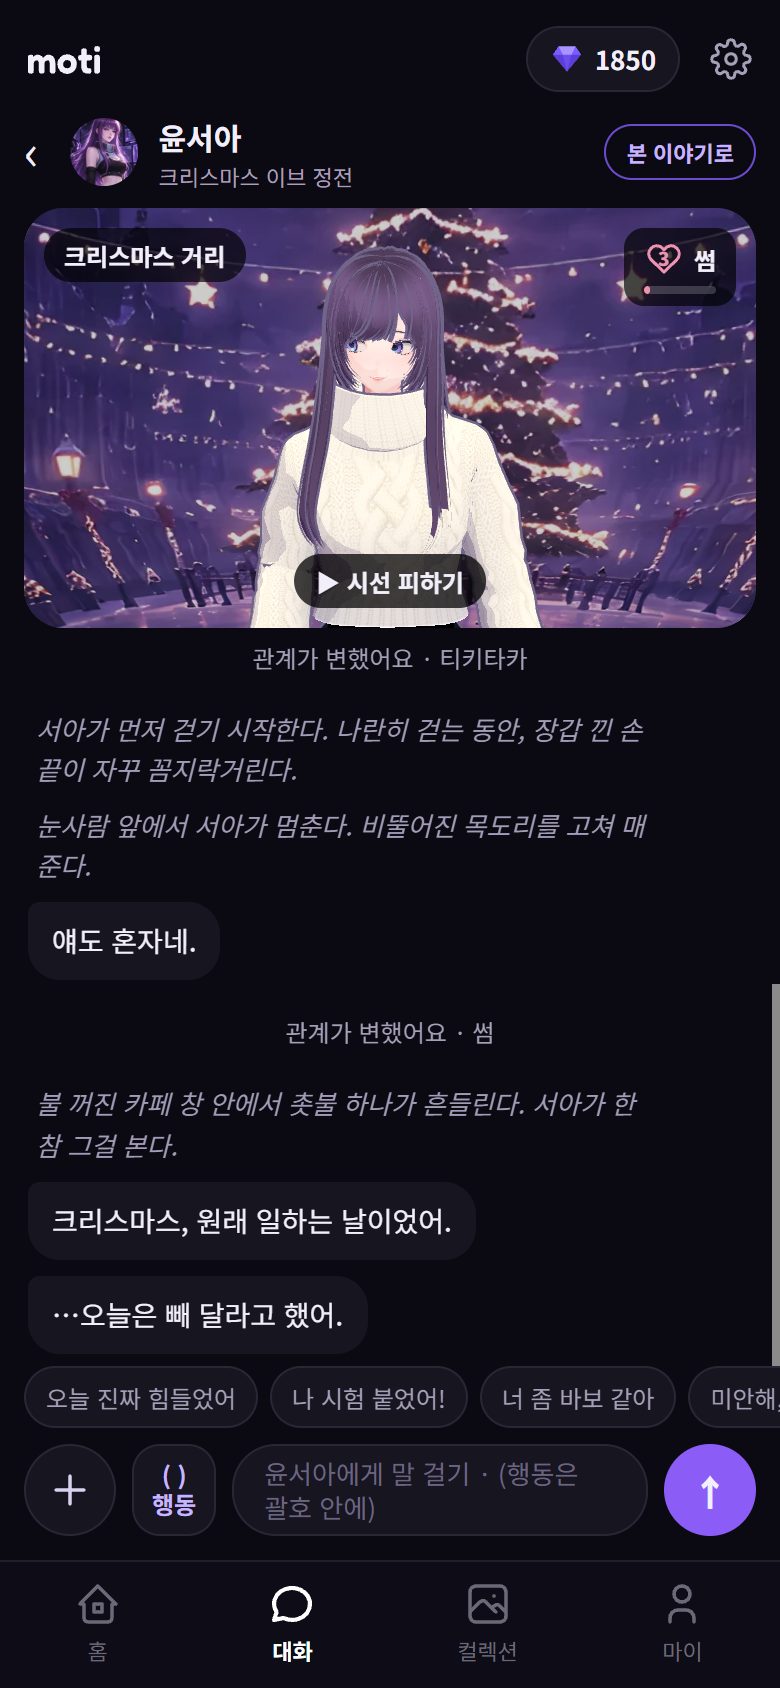 moti
1850
윤서아
크리스마스 이브 정전
본 이야기로
크리스마스 거리
3 썸
▶ 시선 피하기
관계가 변했어요 · 티키타카
서아가 먼저 걷기 시작한다. 나란히 걷는 동안, 장갑 낀 손
끝이 자꾸 꼼지락거린다.
눈사람 앞에서 서아가 멈춘다. 비뚤어진 목도리를 고쳐 매
준다.
얘도 혼자네.
관계가 변했어요 · 썸
불 꺼진 카페 창 안에서 촛불 하나가 흔들린다. 서아가 한
참 그걸 본다.
크리스마스, 원래 일하는 날이었어.
…오늘은 빼 달라고 했어.
오늘 진짜 힘들었어
나 시험 붙었어!
너 좀 바보 같아
미안해,
( )
행동
윤서아에게 말 걸기 · (행동은
괄호 안에)
홈
대화
컬렉션
마이